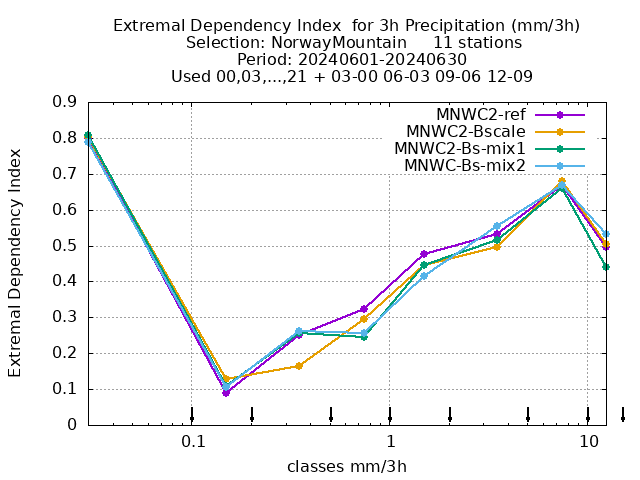 Extremal Dependency Index  for 3h Precipitation (mm/3h)
Selection: NorwayMountain     11 stations
Period: 20240601-20240630
Used 00,03,...,21 + 03-00 06-03 09-06 12-09
MNWC2-ref
MNWC2-Bscale
MNWC2-Bs-mix1
MNWC-Bs-mix2
Extremal Dependency Index
0.9
0.8
0.7
0.6
0.5
0.4
0.3
0.2
0.1
0
0.1 1 10
classes mm/3h